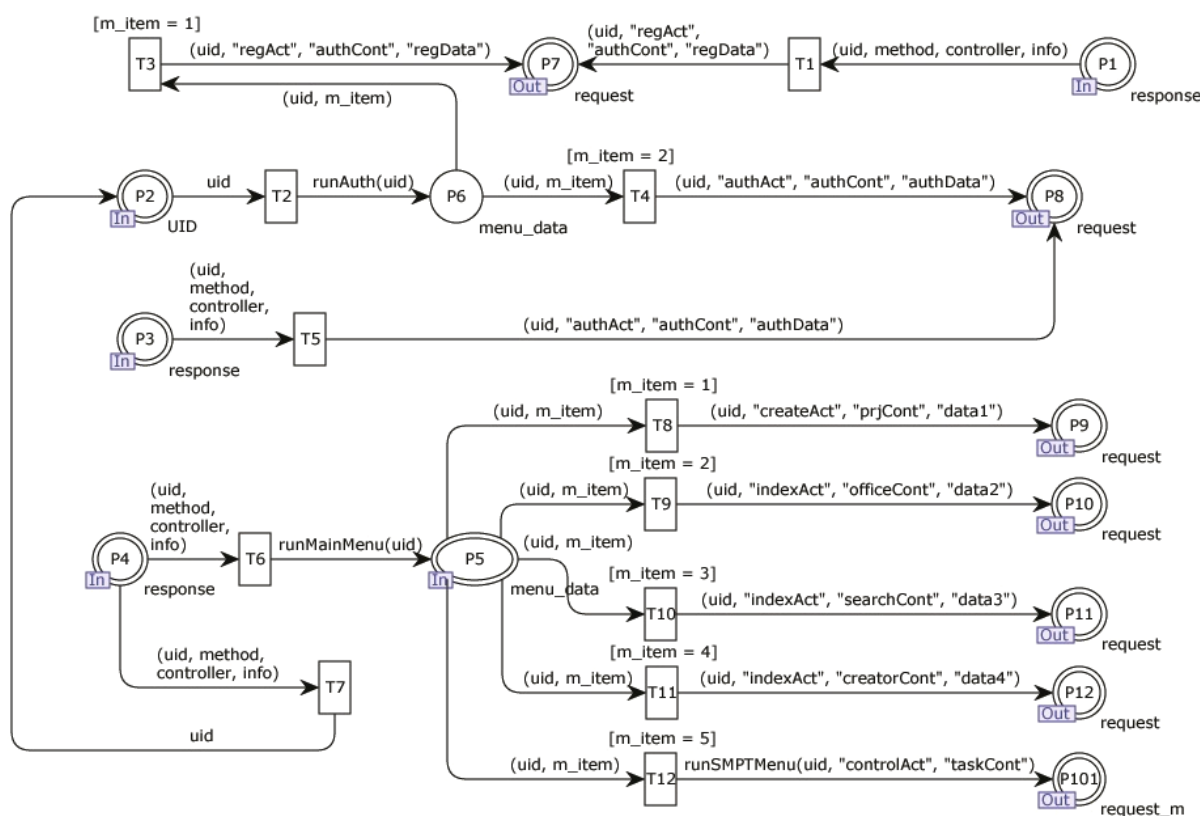 [m_item = 1]
(uid, "regAct", "authCont", "regData")
T3
P7
Out
request
(uid, "regAct",
"authCont", "regData")
T1
(uid, method, controller, info)
P1
In
response
(uid, m_item)
[m_item = 2]
P2
In
UID
uid
T2
runAuth(uid)
P6
menu_data
(uid, m_item)
T4
(uid, "authAct", "authCont", "authData")
P8
Out
request
(uid,
method,
controller,
info)
P3
In
response
T5
(uid, "authAct", "authCont", "authData")
[m_item = 1]
(uid, m_item)
T8
(uid, "createAct", "prjCont", "data1")
P9
Out
request
[m_item = 2]
(uid, m_item)
T9
(uid, "indexAct", "officeCont", "data2")
P10
Out
request
(uid,
method,
controller,
info)
P4
In
response
T6
runMainMenu(uid)
P5
In
menu_data
(uid, m_item)
[m_item = 3]
T10
(uid, "indexAct", "searchCont", "data3")
P11
Out
request
[m_item = 4]
(uid, m_item)
T11
(uid, "indexAct", "creatorCont", "data4")
P12
Out
request
(uid, method,
controller, info)
T7
uid
[m_item = 5]
(uid, m_item)
T12
runSMPTMenu(uid, "controlAct", "taskCont")
P101
Out
request_m